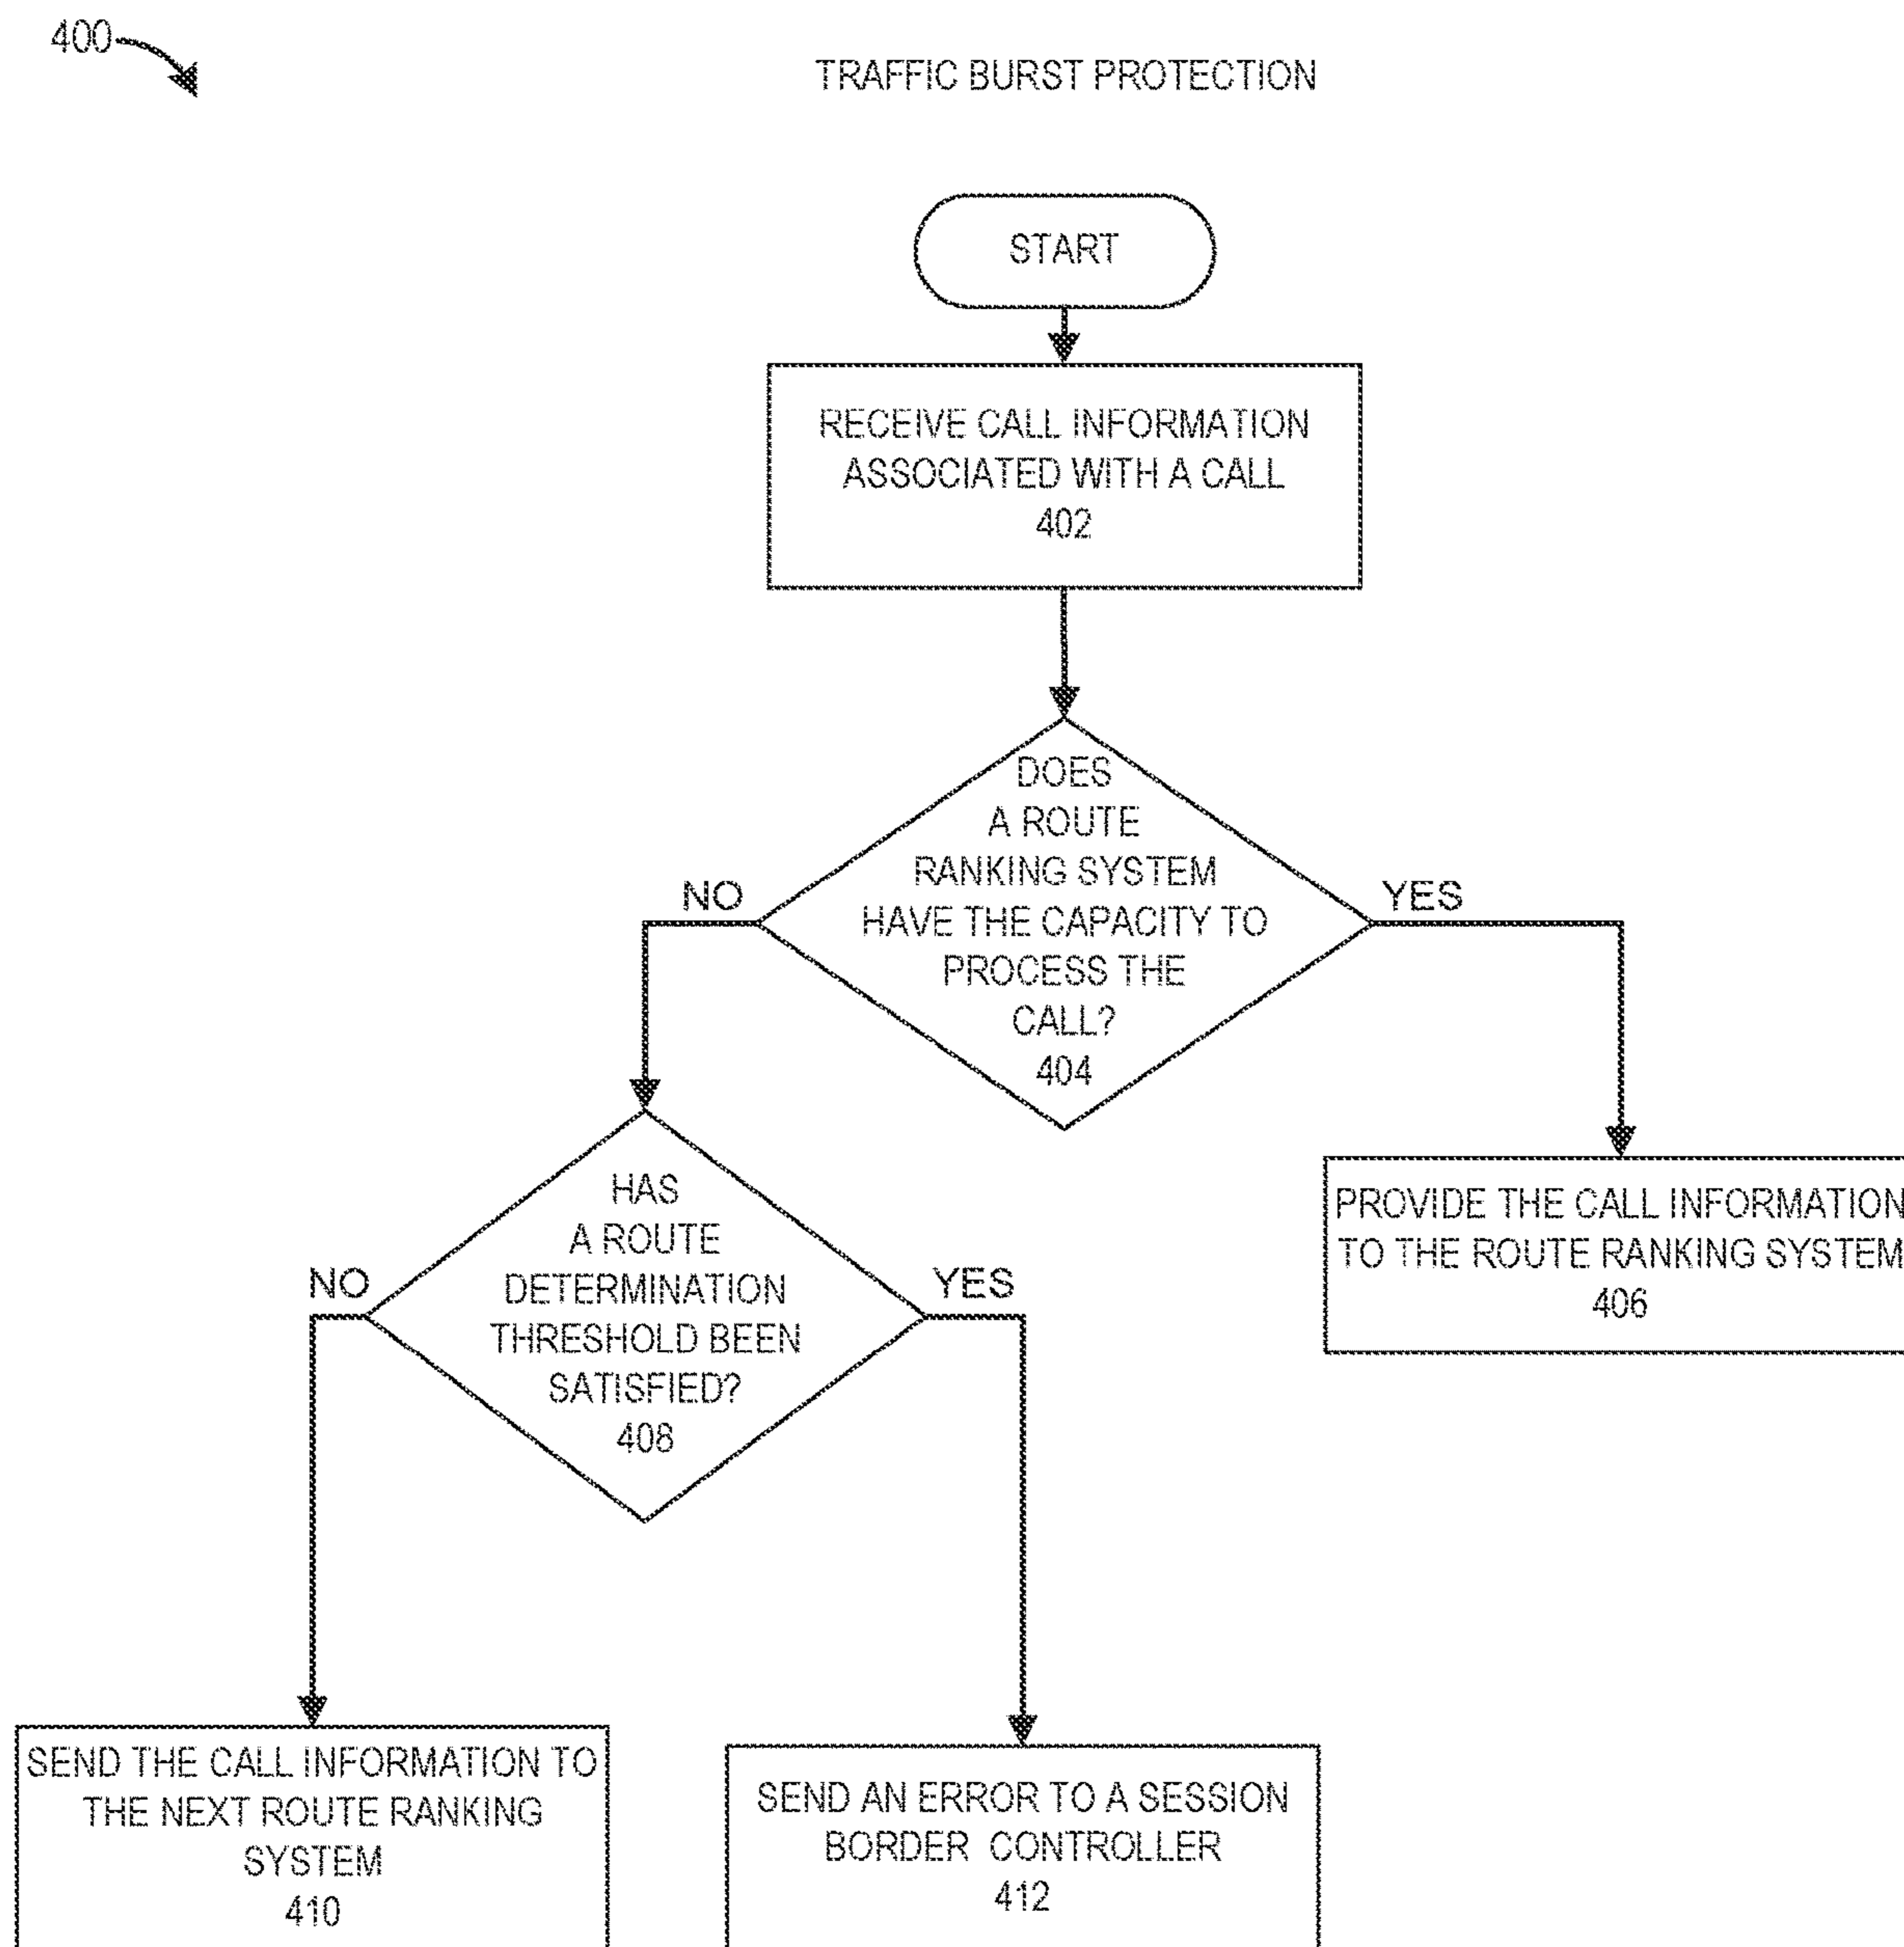 400
TRAFFIC BURST PROTECTION
START
RECEIVE CALL INFORMATION
ASSOCIATED WITH A CALL
402
DOES
A ROUTE
RANKING SYSTEM
HAVE THE CAPACITY TO
PROCESS THE
CALL?
404
NO
YES
HAS
A ROUTE
DETERMINATION
THRESHOLD BEEN
SATISFIED?
408
NO
YES
PROVIDE THE CALL INFORMATION
TO THE ROUTE RANKING SYSTEM
406
SEND THE CALL INFORMATION TO
THE NEXT ROUTE RANKING
SYSTEM
410
SEND AN ERROR TO A SESSION
BORDER CONTROLLER
412